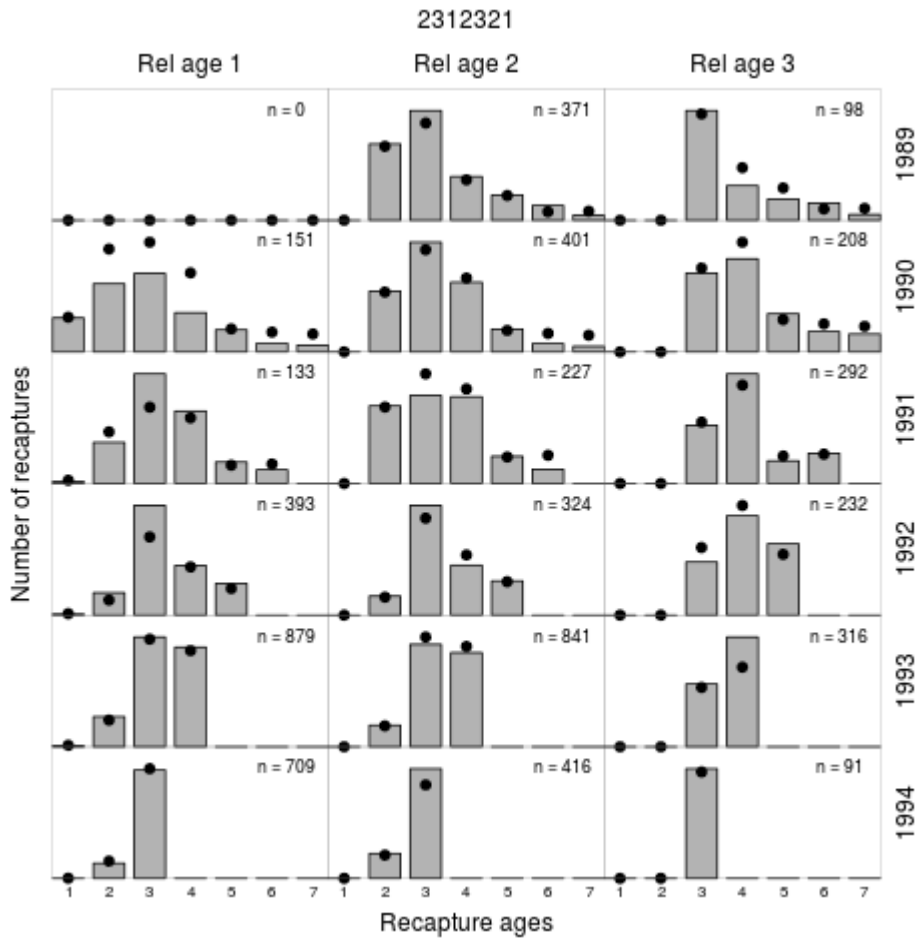 2312321
Rel age 1 Rel age 2 Rel age 3
n = 0 n = 371 n = 98 1989
n = 151 n = 401 n = 208 1990
n = 133 n = 227 n = 292 1991
n = 393 n = 324 n = 232 1992
n = 879 n = 841 n = 316 1993
n = 709 n = 416 n = 91 1994
Number of recaptures
1 2 3 4 5 6 7 1 2 3 4 5 6 7 1 2 3 4 5 6 7
Recapture ages